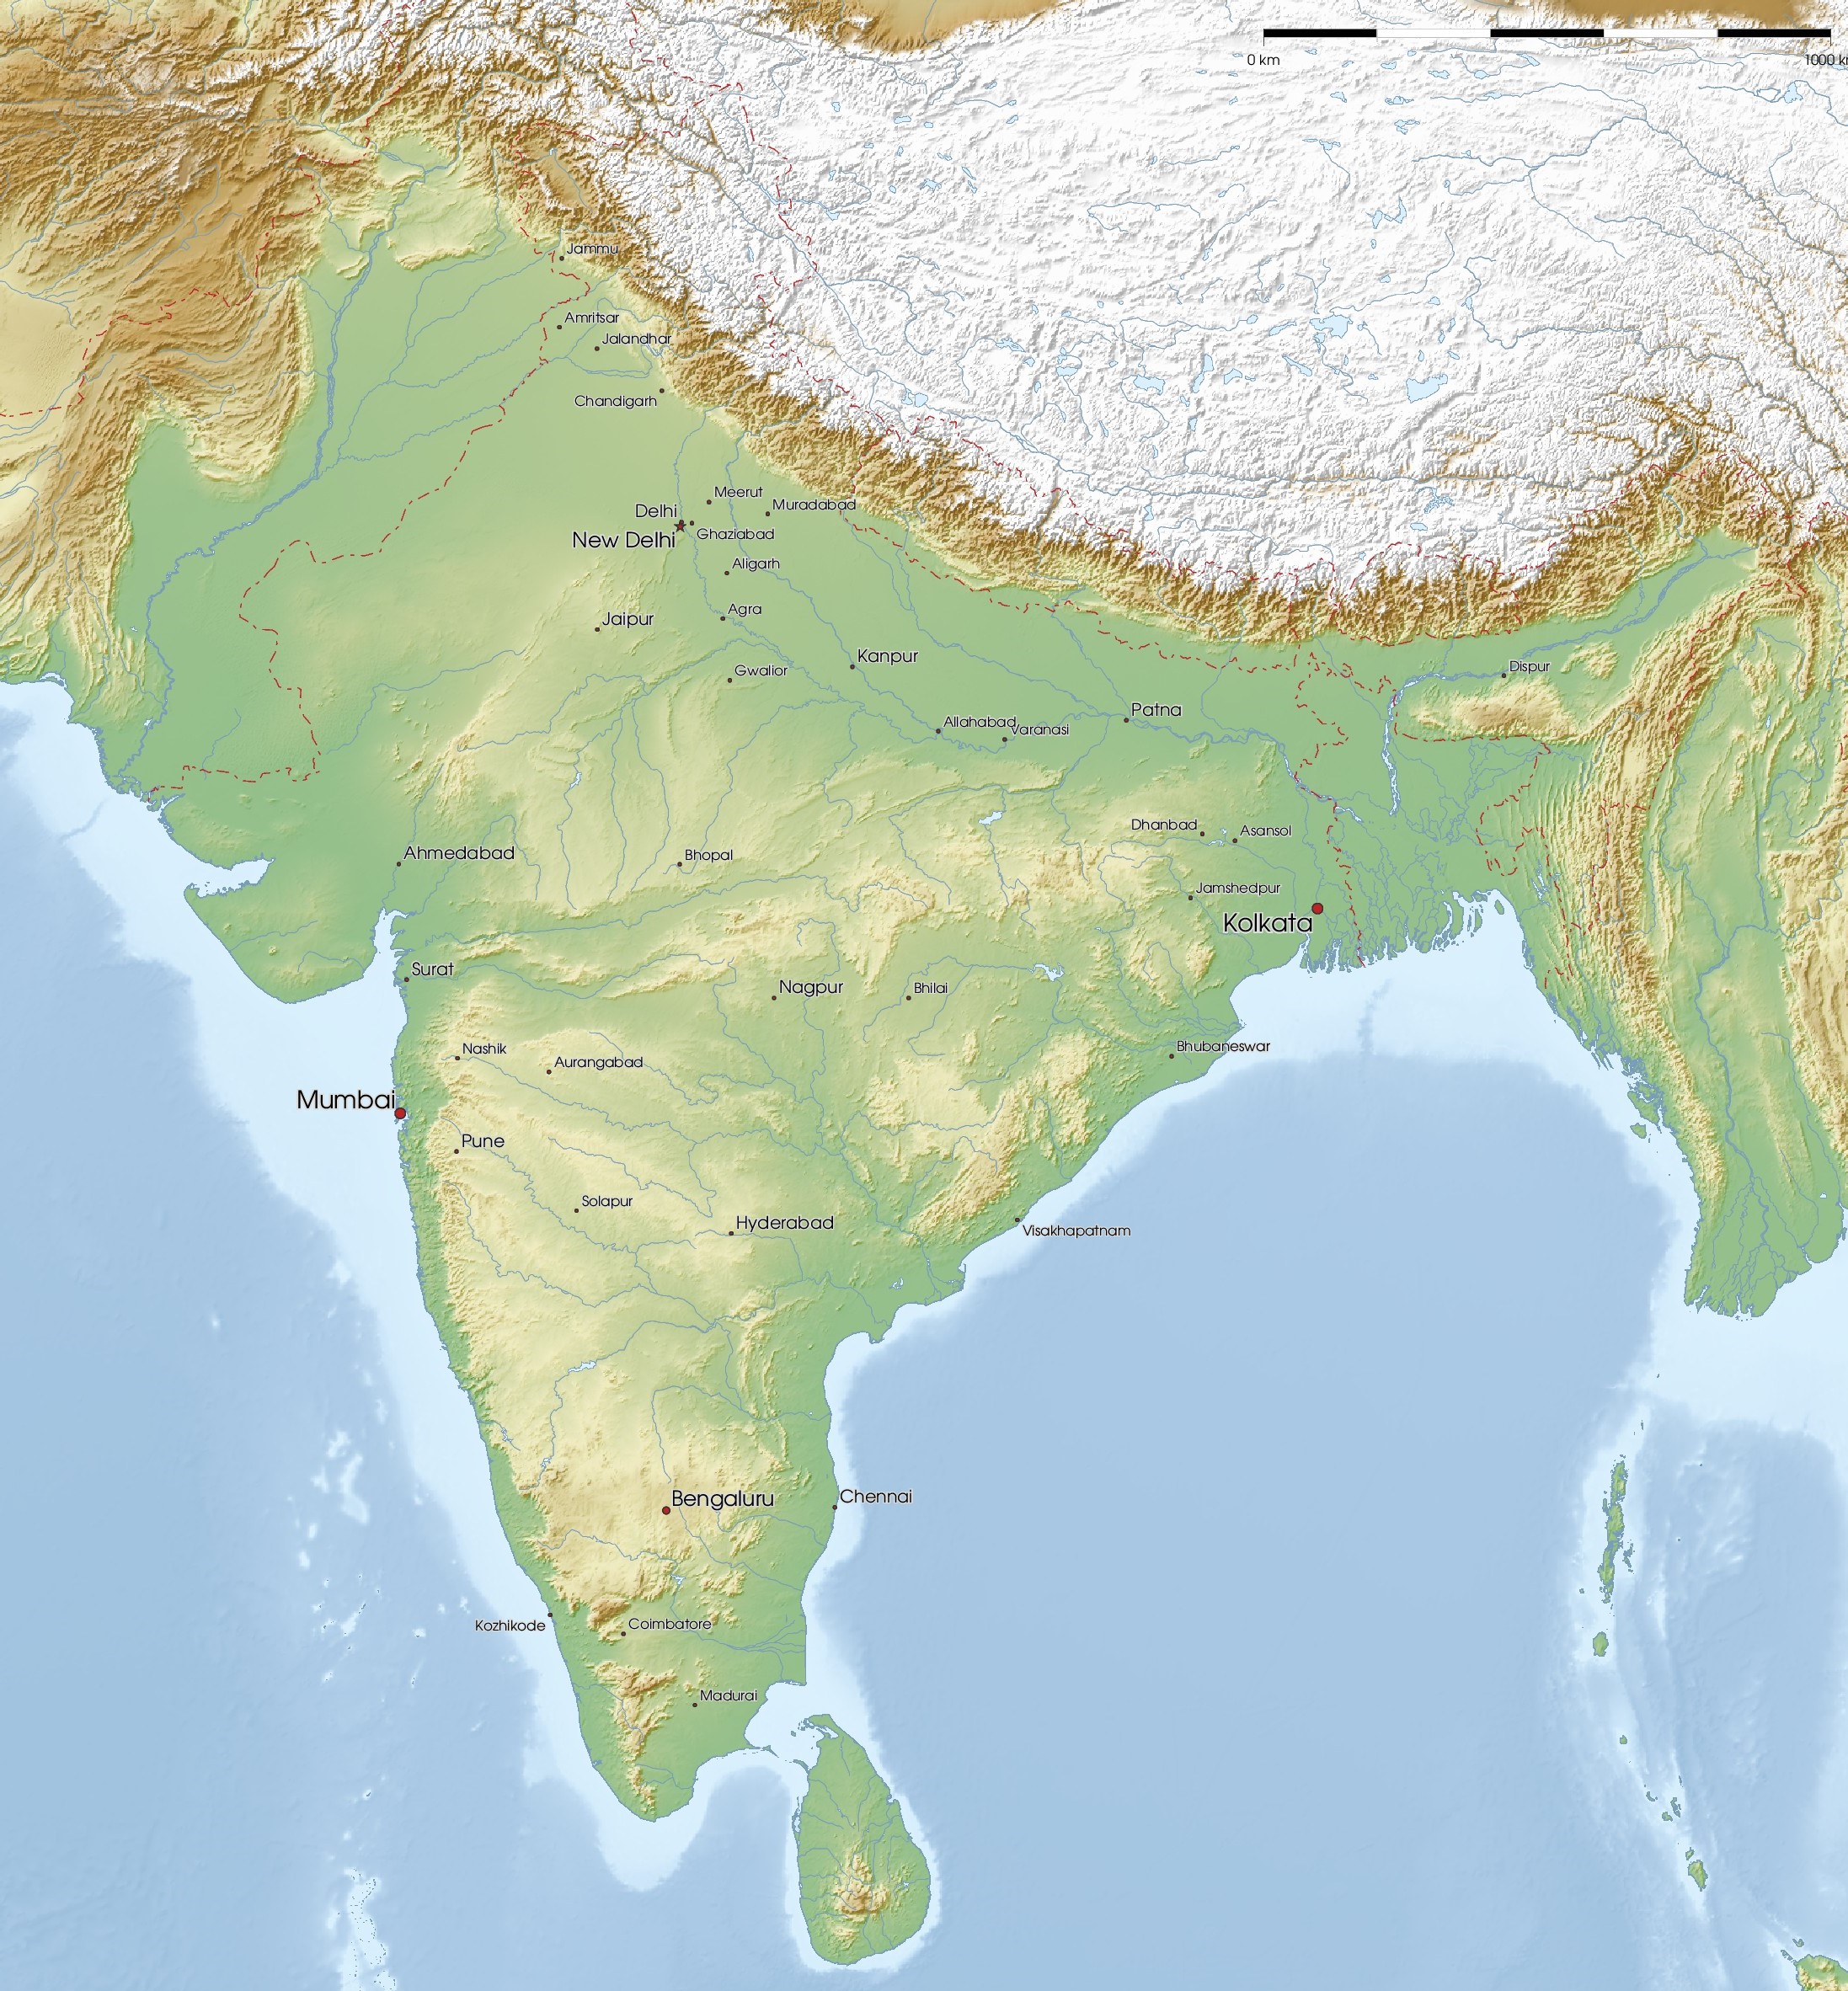 0 km
1000 k
Jammu
Amritsar
Jalandhar
Chandigarh
Meerut
Muradabad
Delhi
Ghaziabad
New Delhi
Aligarh
Agra
Jaipur
Kanpur
Gwalior
Dispur
Patna
Allahabad
Varanasi
Dhanbad
Asansol
Ahmedabad
Bhopal
Jamshedpur
Kolkata
Surat
Nagpur
Bhilai
Nashik
Aurangabad
Bhubaneswar
Mumbai
Pune
Solapur
Hyderabad
Visakhapatnam
Bengaluru
Chennai
Kozhikode
Coimbatore
Madurai